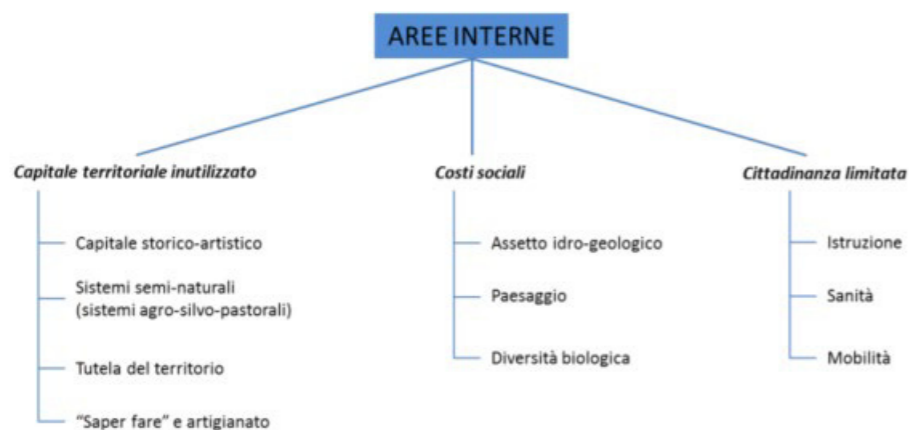 AREE INTERNE
Capitale territoriale inutilizzato
Capitale storico-artistico
Sistemi semi-naturali
(sistemi agro-silvo-pastorali)
Tutela del territorio
“Saper fare” e artigianato
Costi sociali
Assetto idro-geologico
Paesaggio
Diversità biologica
Cittadinanza limitata
Istruzione
Sanità
Mobilità